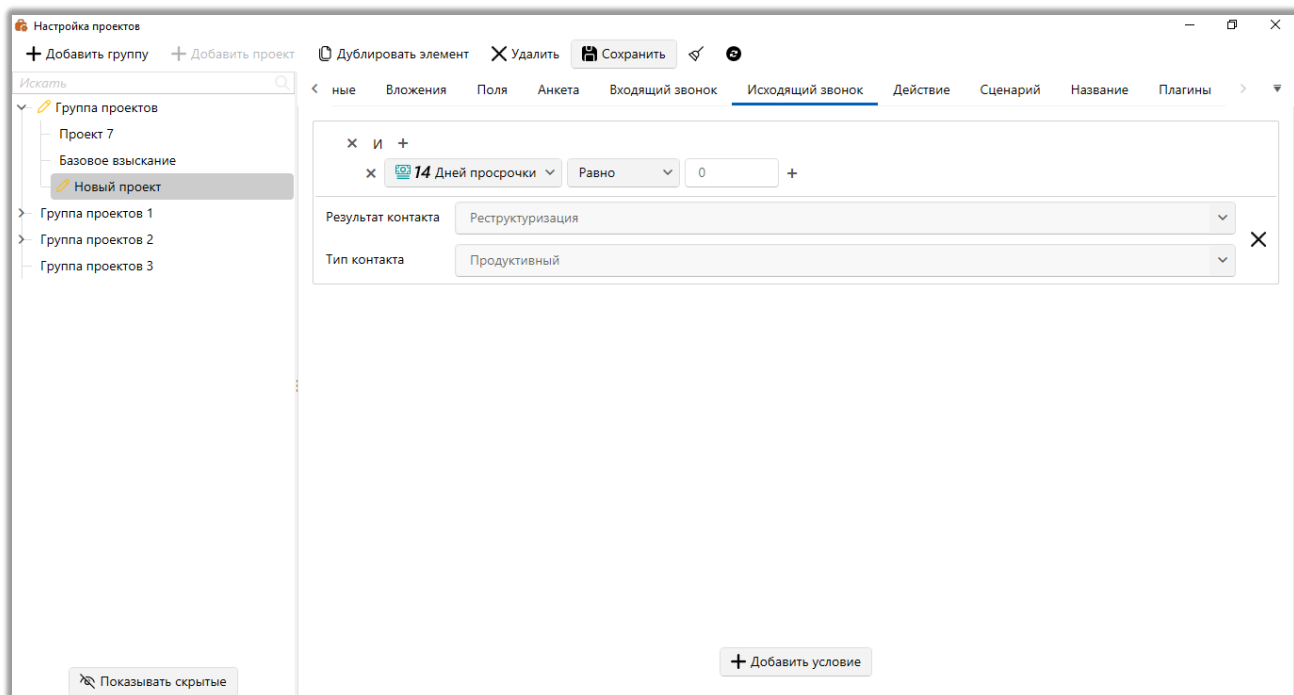 Настройка проектов
Добавить группу Добавить проект Дублировать элемент Удалить Сохранить
Искать
ные Вложения Поля Анкета Входящий звонок Исходящий звонок Действие Сценарий Название Плагины
Группа проектов
Проект 7
Базовое взыскание
Новый проект
Группа проектов 1
Группа проектов 2
Группа проектов 3
И
14 Дней просрочки Равно 0
Результат контакта Реструктуризация
Тип контакта Продуктивный
Добавить условие
Показывать скрытые